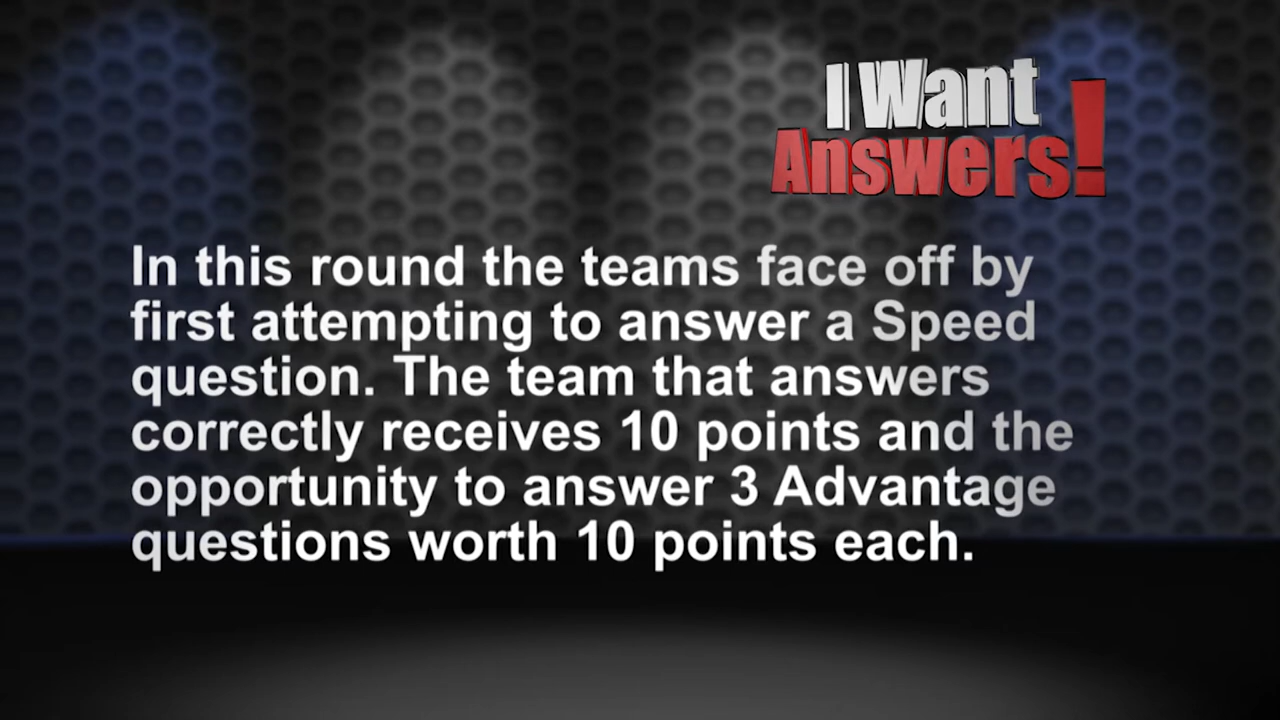 I Want
Answers!
In this round the teams face off by
first attempting to answer a Speed
question. The team that answers
correctly receives 10 points and the
opportunity to answer 3 Advantage
questions worth 10 points each.